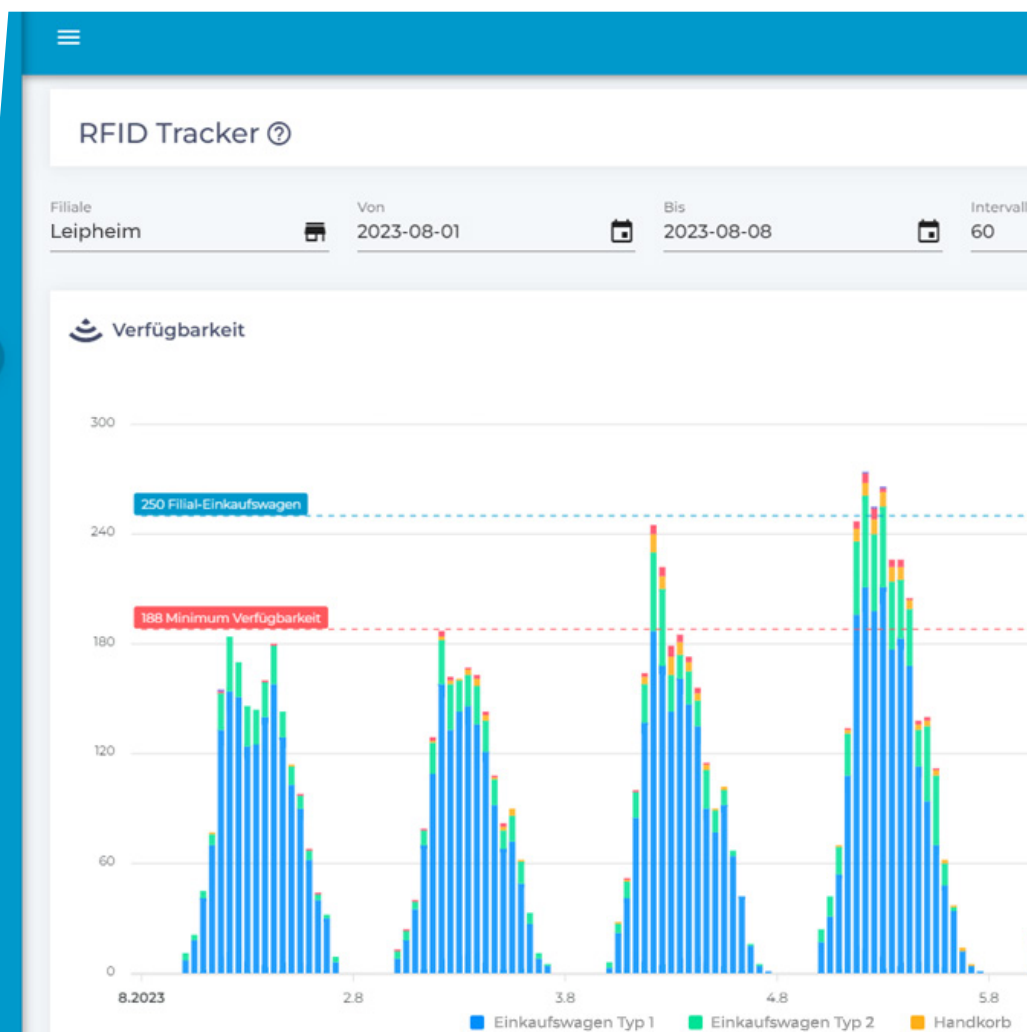 RFID Tracker
Filiale Von Bis Intervall
Leipheim 2023-08-01 2023-08-08 60
Verfügbarkeit
300
250 Filial-Einkaufswagen
240
188 Minimum Verfügbarkeit
180
120
60
0
8.2023 2.8 3.8 4.8 5.8
Einkaufswagen Typ 1 Einkaufswagen Typ 2 Handkorb